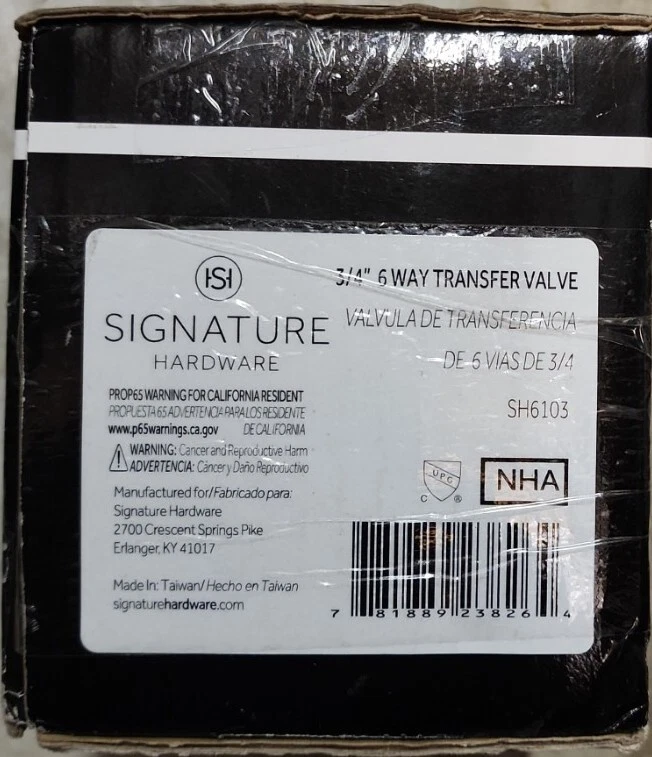 SH
SIGNATURE
HARDWARE
3/4" 6 WAY TRANSFER VALVE
VALVULA DE TRANSFERENCIA
DE 6 VIAS DE 3/4
SH6103
PROP65 WARNING FOR CALIFORNIA RESIDENT
PROPUESTA 65 ADVERTENCIA PARA LOS RESIDENTE
www.p65warnings.ca.gov DE CALIFORNIA
WARNING: Cancer and Reproductive Harm
ADVERTENCIA: Cáncer y Daño Reproductivo
Manufactured for/Fabricado para:
Signature Hardware
2700 Crescent Springs Pike
Erlanger, KY 41017
Made In: Taiwan/Hecho en Taiwan
signaturehardware.com
UPC
C ®
NHA
7 81889 23826 4